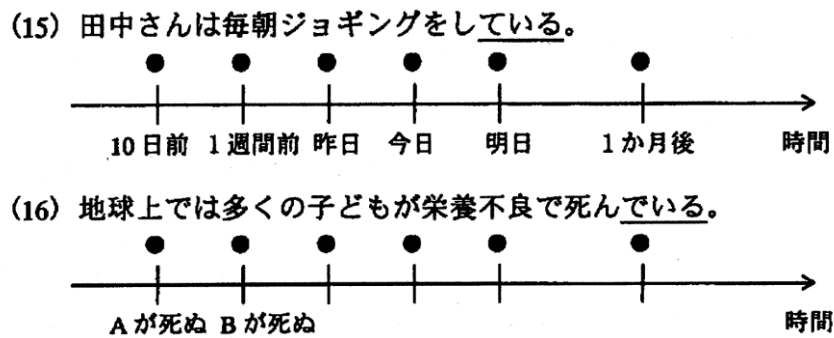 (15) 田中さんは毎朝ジョギングをしている。
10日前 1週間前 昨日 今日 明日 1か月後 時間
(16) 地球上では多くの子どもが栄養不良で死んでいる。
Aが死ぬ Bが死ぬ 時間